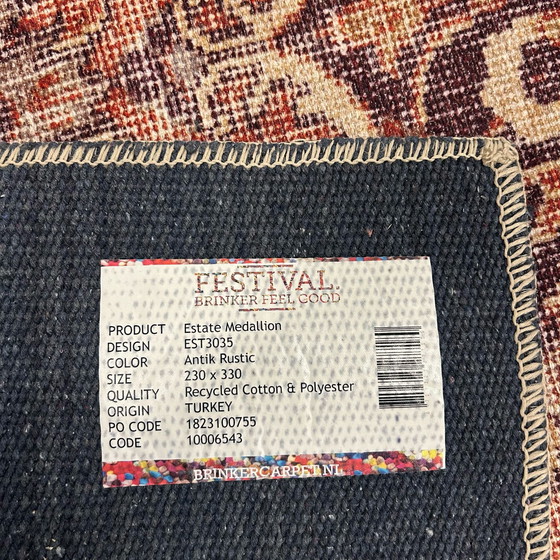 FESTIVAL.
BRINKER FEEL GOOD
PRODUCT Estate Medallion
DESIGN EST3035
COLOR Antik Rustic
SIZE 230 x 330
QUALITY Recycled Cotton & Polyester
ORIGIN TURKEY
PO CODE 1823100755
CODE 10006543
BRINKERCARPET.NL